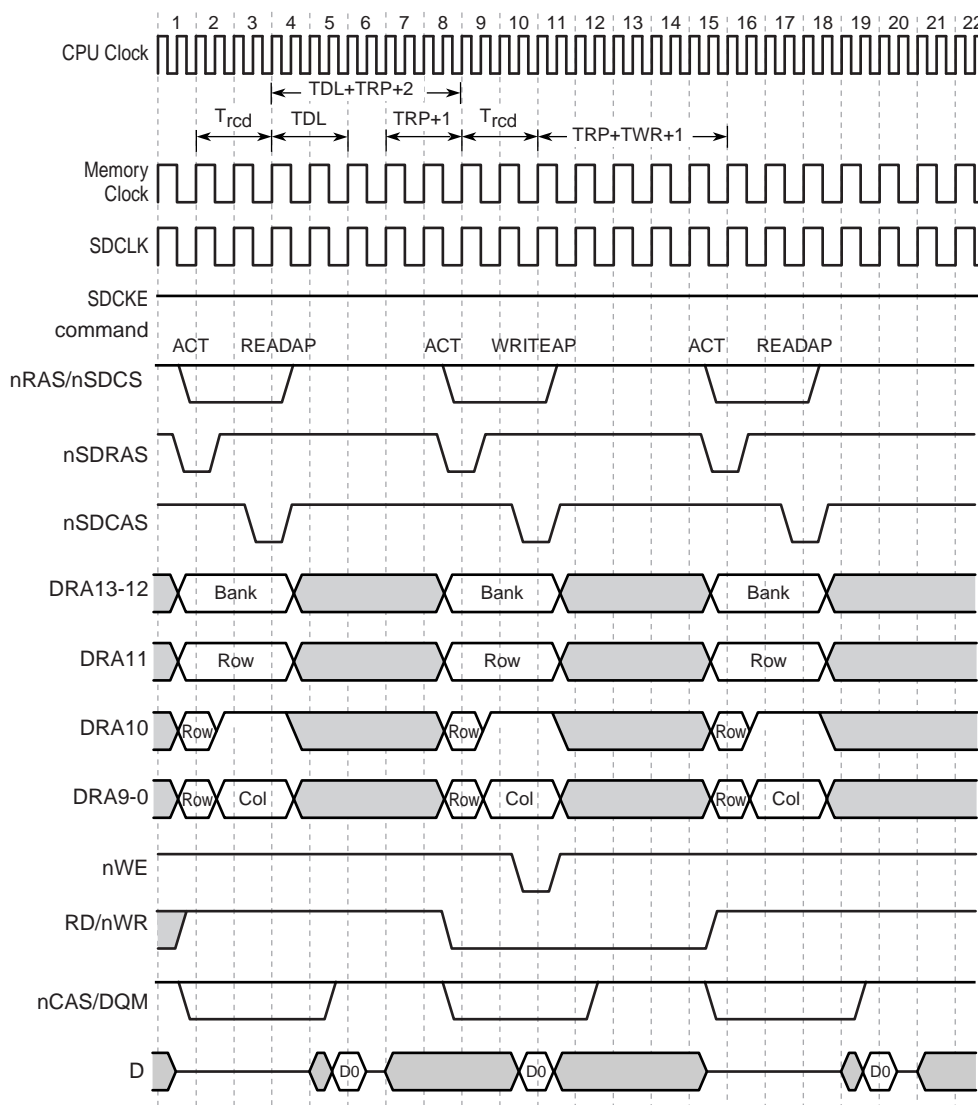 1 2 3 4 5 6 7 8 9 10 11 12 13 14 15 16 17 18 19 20 21 22
CPU Clock
TDL+TRP+2
Trcd TDL TRP+1 Trcd TRP+TWR+1
Memory
Clock
SDCLK
SDCKE
command
ACT READAP ACT WRITEAP ACT READAP
nRAS/nSDCS
nSDRAS
nSDCAS
DRA13-12 Bank Bank Bank
DRA11 Row Row Row
DRA10 Row Row Row
DRA9-0 Row Col Row Col Row Col
nWE
RD/nWR
nCAS/DQM
D D0 D0 D0